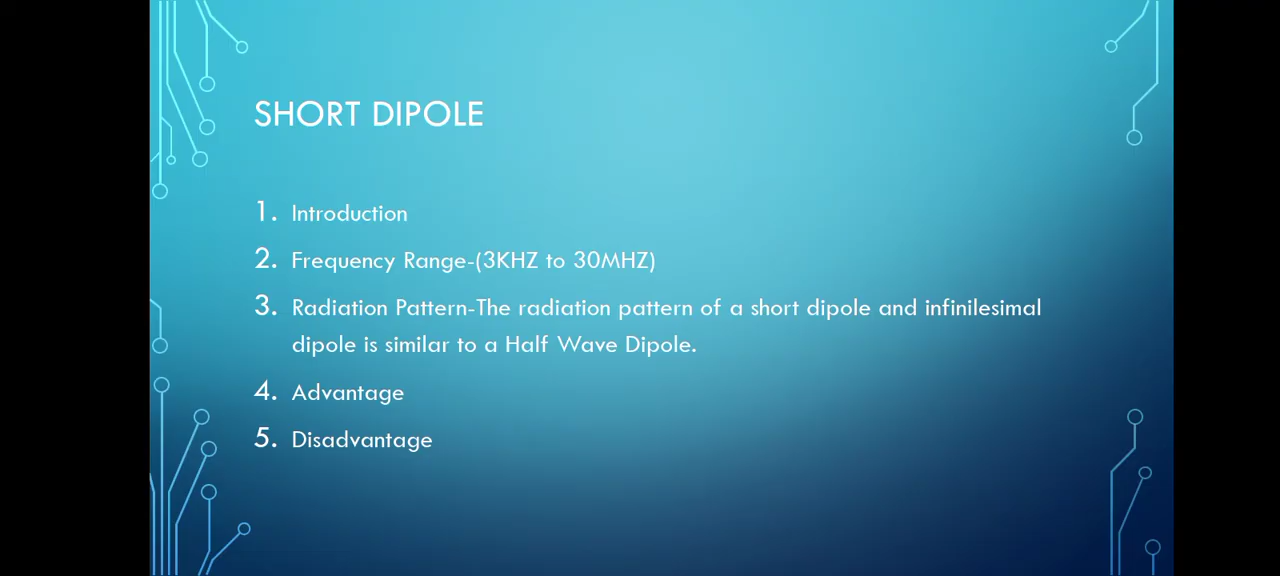 SHORT DIPOLE
1. Introduction
2. Frequency Range-(3KHZ to 30MHZ)
3. Radiation Pattern-The radiation pattern of a short dipole and infinilesimal
dipole is similar to a Half Wave Dipole.
4. Advantage
5. Disadvantage